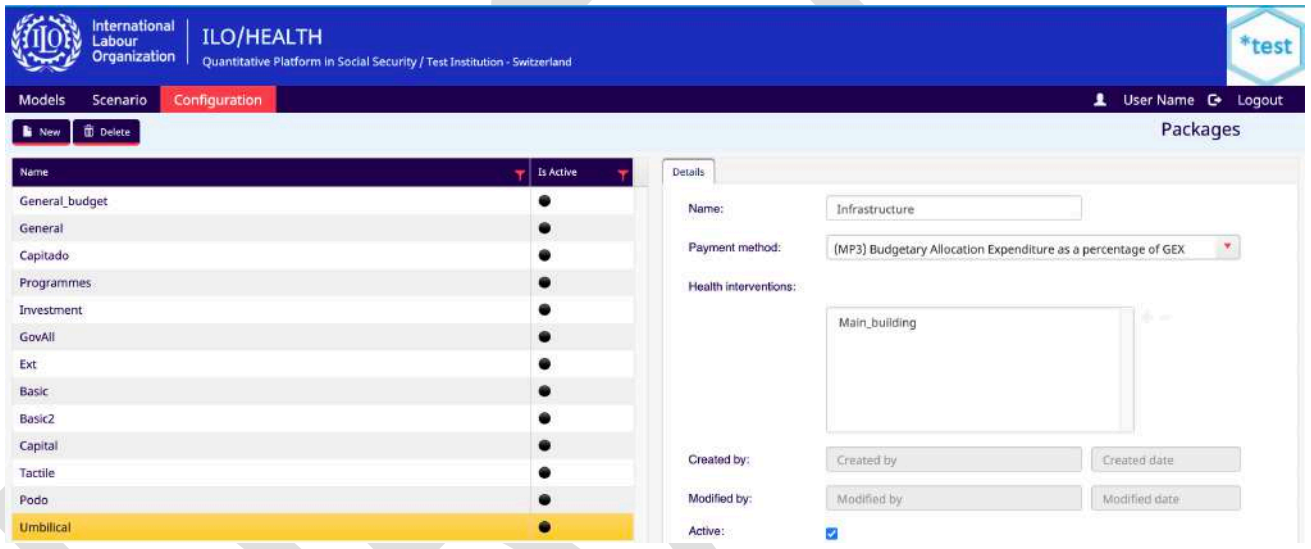 International
Labour
Organization
ILO/HEALTH
Quantitative Platform in Social Security / Test Institution - Switzerland
*test
Models Scenario Configuration User Name Logout
New Delete Packages
Name Is Active Details
General_budget
General
Capitado
Programmes
Investment
GovAll
Ext
Basic
Basic2
Capital
Tactile
Podo
Umbilical
Name: Infrastructure
Payment method: (MP3) Budgetary Allocation Expenditure as a percentage of GEX
Health interventions:
Main_building
Created by: Created by Created date
Modified by: Modified by Modified date
Active: